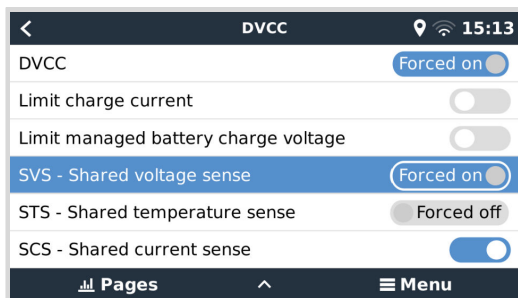 DVCC 15:13
DVCC Forced on
Limit charge current
Limit managed battery charge voltage
SVS - Shared voltage sense Forced on
STS - Shared temperature sense Forced off
SCS - Shared current sense
Pages Menu